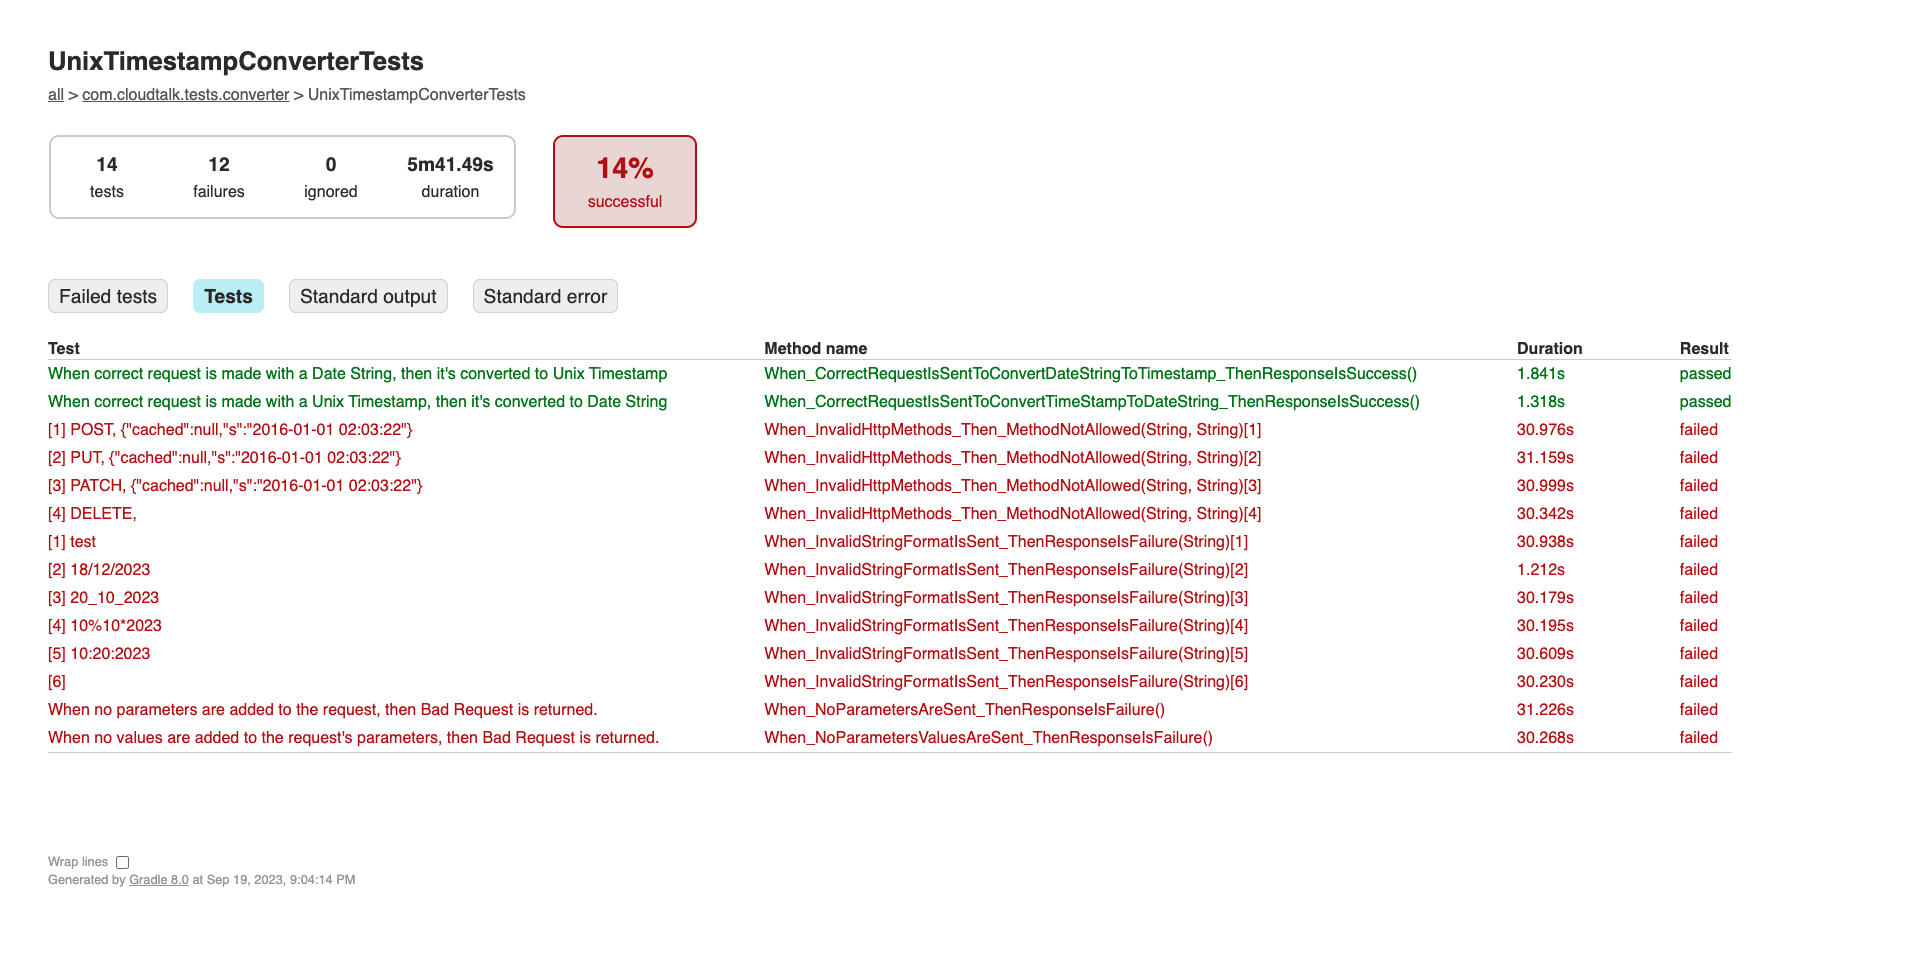 UnixTimestampConverterTests
all > com.cloudtalk.tests.converter > UnixTimestampConverterTests
14 12 0 5m41.49s 14%
tests failures ignored duration successful
Failed tests Tests Standard output Standard error
Test Method name Duration Result
When correct request is made with a Date String, then it's converted to Unix Timestamp When_CorrectRequestIsSentToConvertDateStringToTimestamp_ThenResponseIsSuccess() 1.841s passed
When correct request is made with a Unix Timestamp, then it's converted to Date String When_CorrectRequestIsSentToConvertTimeStampToDateString_ThenResponseIsSuccess() 1.318s passed
[1] POST, {"cached":null,"s":"2016-01-01 02:03:22"} When_InvalidHttpMethods_Then_MethodNotAllowed(String, String)[1] 30.976s failed
[2] PUT, {"cached":null,"s":"2016-01-01 02:03:22"} When_InvalidHttpMethods_Then_MethodNotAllowed(String, String)[2] 31.159s failed
[3] PATCH, {"cached":null,"s":"2016-01-01 02:03:22"} When_InvalidHttpMethods_Then_MethodNotAllowed(String, String)[3] 30.999s failed
[4] DELETE, When_InvalidHttpMethods_Then_MethodNotAllowed(String, String)[4] 30.342s failed
[1] test When_InvalidStringFormatIsSent_ThenResponseIsFailure(String)[1] 30.938s failed
[2] 18/12/2023 When_InvalidStringFormatIsSent_ThenResponseIsFailure(String)[2] 1.212s failed
[3] 20_10_2023 When_InvalidStringFormatIsSent_ThenResponseIsFailure(String)[3] 30.179s failed
[4] 10%10*2023 When_InvalidStringFormatIsSent_ThenResponseIsFailure(String)[4] 30.195s failed
[5] 10:20:2023 When_InvalidStringFormatIsSent_ThenResponseIsFailure(String)[5] 30.609s failed
[6] When_InvalidStringFormatIsSent_ThenResponseIsFailure(String)[6] 30.230s failed
When no parameters are added to the request, then Bad Request is returned. When_NoParametersAreSent_ThenResponseIsFailure() 31.226s failed
When no values are added to the request's parameters, then Bad Request is returned. When_NoParametersValuesAreSent_ThenResponseIsFailure() 30.268s failed
Wrap lines
Generated by Gradle 8.0 at Sep 19, 2023, 9:04:14 PM